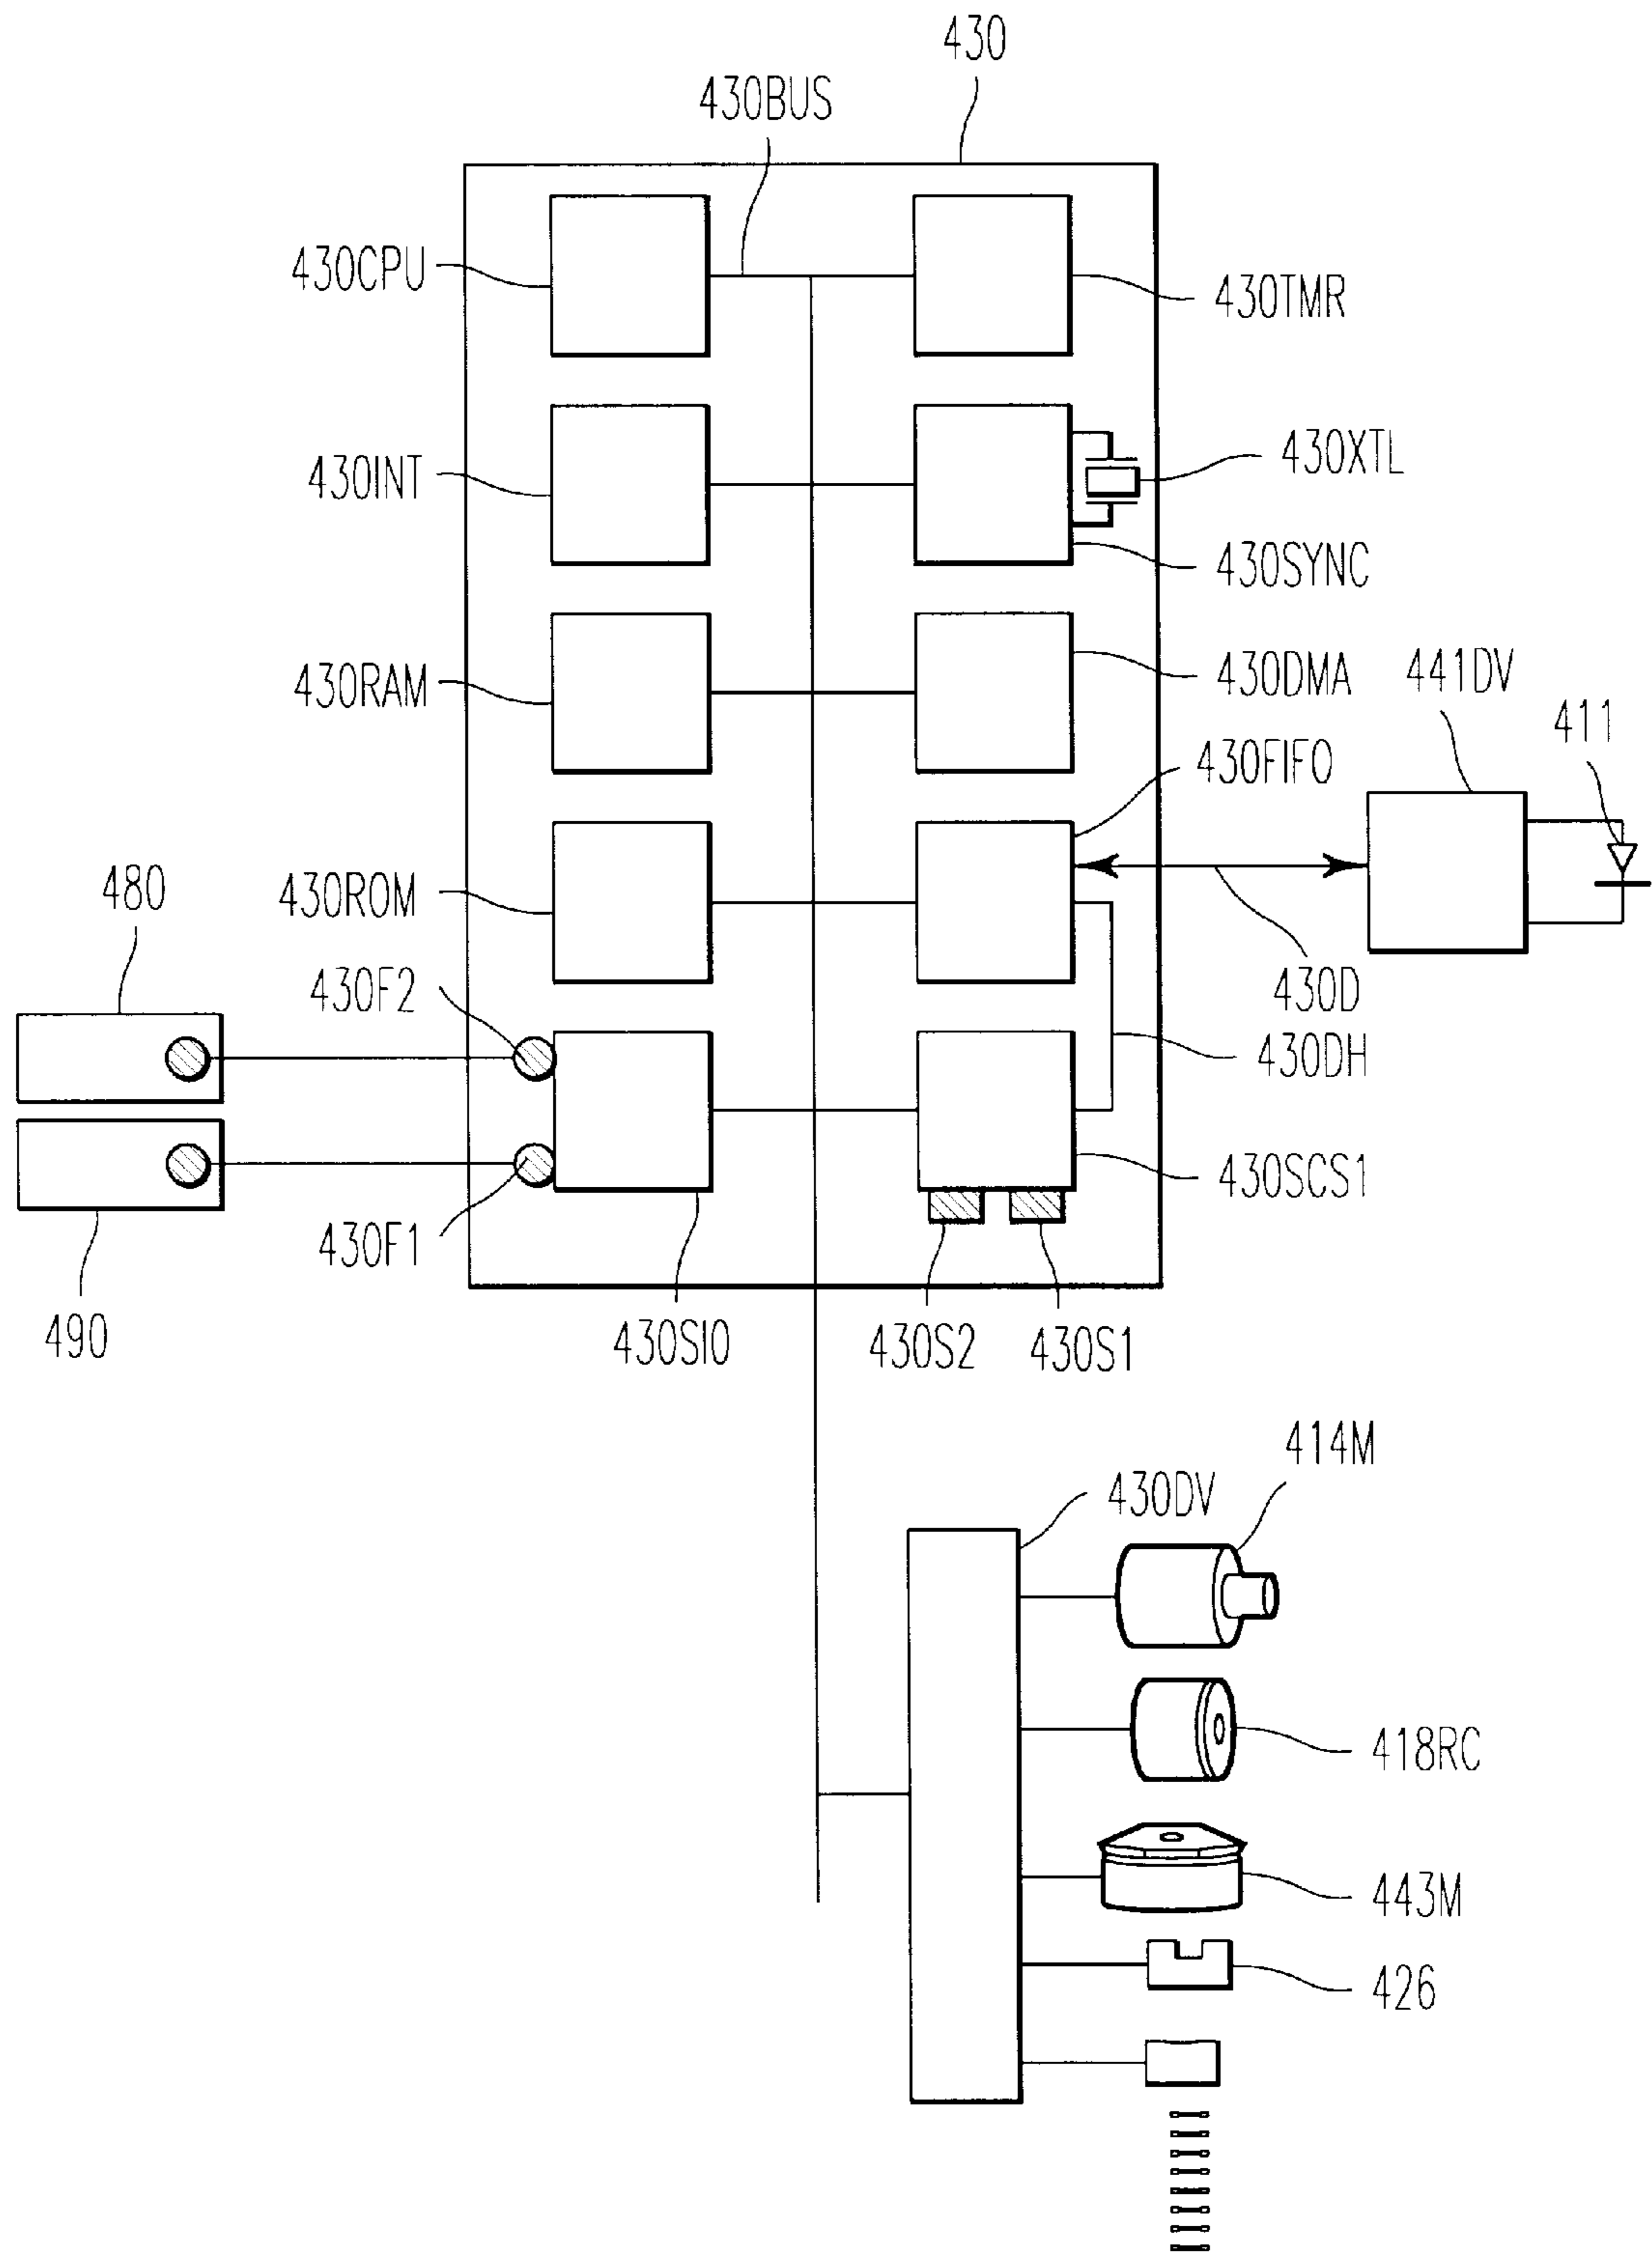 430
430BUS
430CPU
430TMR
430INT
430XTL
430SYNC
430RAM
430DMA
441DV
411
430FIFO
480
430ROM
430F2
430D
430DH
430SCS1
430F1
490
430SIO
430S2
430S1
414M
430DV
418RC
443M
426